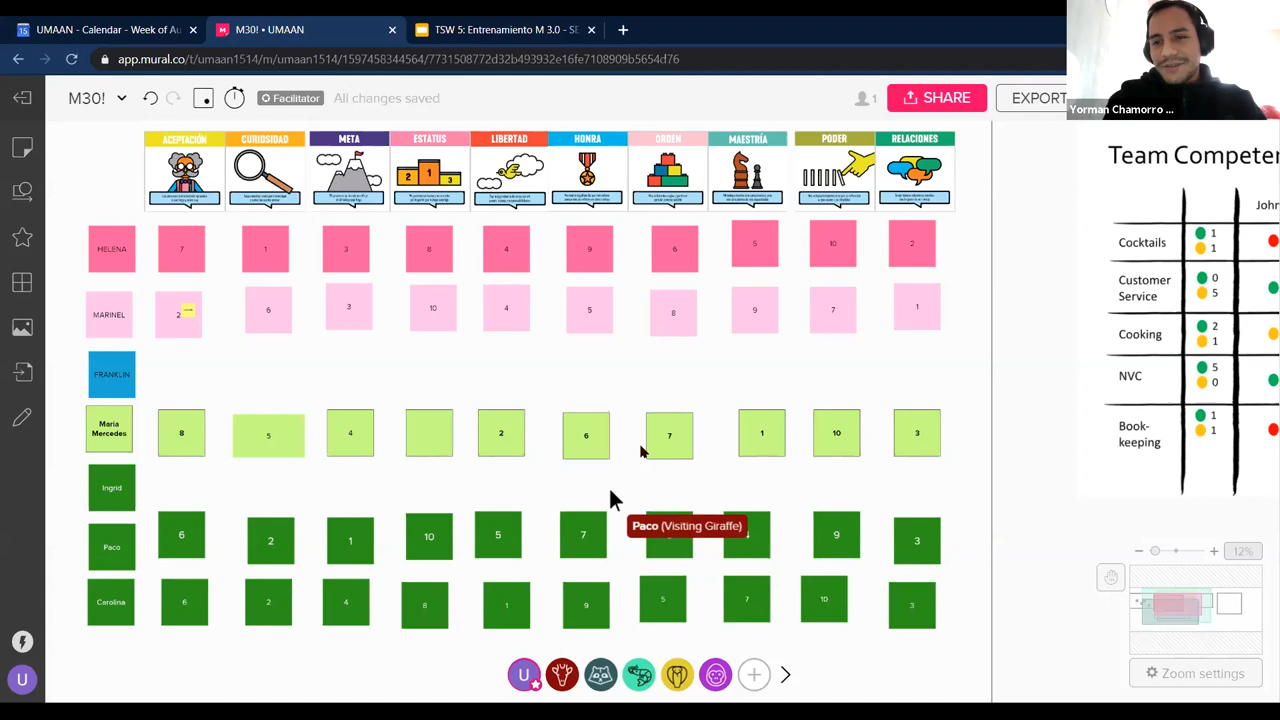 UMAAN - Calendar - Week of Au
M30! • UMAAN
TSW 5: Entrenamiento M 3.0 - SE
app.mural.co/t/umaan1514/m/umaan1514/1597458344564/7731508772d32b493932e16fe7108909b5654d76
Yorman Chamorro ...
M30!
Facilitator
All changes saved
1
SHARE
EXPORT
ACEPTACIÓN CURIOSIDAD META ESTATUS LIBERTAD HONRA ORDEN MAESTRÍA PODER RELACIONES
2 1 3
HELENA 7 1 3 8 4 9 6 5 10 2
MARINEL 2 6 3 10 4 5 8 9 7 1
FRANKLIN
Maria
Mercedes
8 5 4 2 6 7 1 10 3
Ingrid
Paco 6 2 1 10 5 7 9 3
Paco (Visiting Giraffe)
Carolina 6 2 4 8 1 9 5 7 10 3
Team Competen
John
Cocktails
1
1
Customer
Service
0
5
Cooking
2
1
NVC
5
0
Book-
keeping
1
1
12%
Zoom settings
U
U